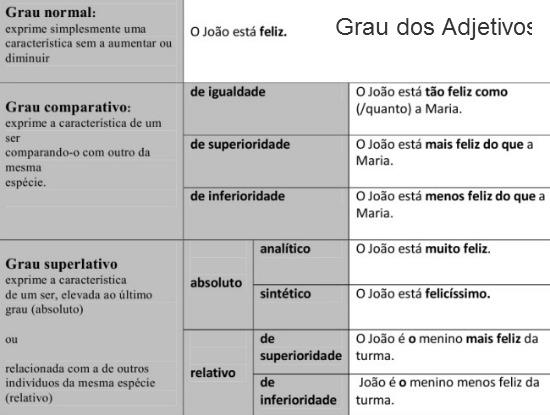 Grau dos Adjetivos
Grau normal:
exprime simplesmente uma
característica sem a aumentar ou
diminuir
O João está feliz.
Grau comparativo:
exprime a característica de um
ser
comparando-o com outro da
mesma
espécie.
de igualdade
O João está tão feliz como
(/quanto) a Maria.
de superioridade
O João está mais feliz do que a
Maria.
de inferioridade
O João está menos feliz do que a
Maria.
Grau superlativo
exprime a característica
de um ser, elevada ao último
grau (absoluto)
ou
relacionada com a de outros
indivíduos da mesma espécie
(relativo)
absoluto
analítico
O João está muito feliz.
sintético
O João está felicíssimo.
relativo
de
superioridade
O João é o menino mais feliz da
turma.
de
inferioridade
João é o menino menos feliz da
turma.